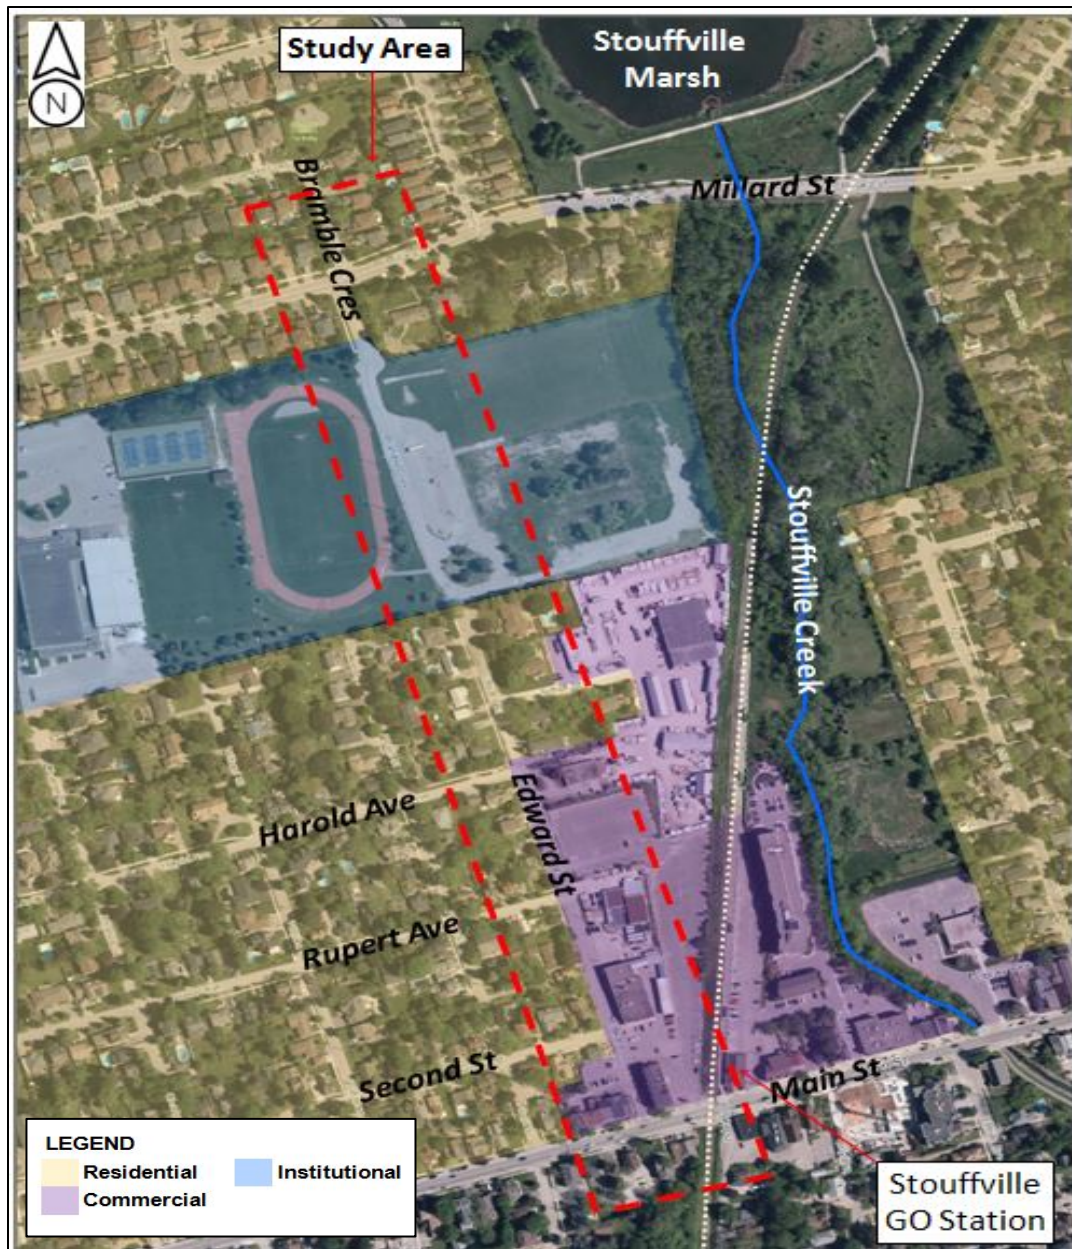 N
Study Area
Stouffville
Marsh
Millard St
Bramble Cres
Stouffville Creek
Harold Ave
Edward St
Rupert Ave
Second St
Main St
LEGEND
Residential
Institutional
Commercial
Stouffville
GO Station